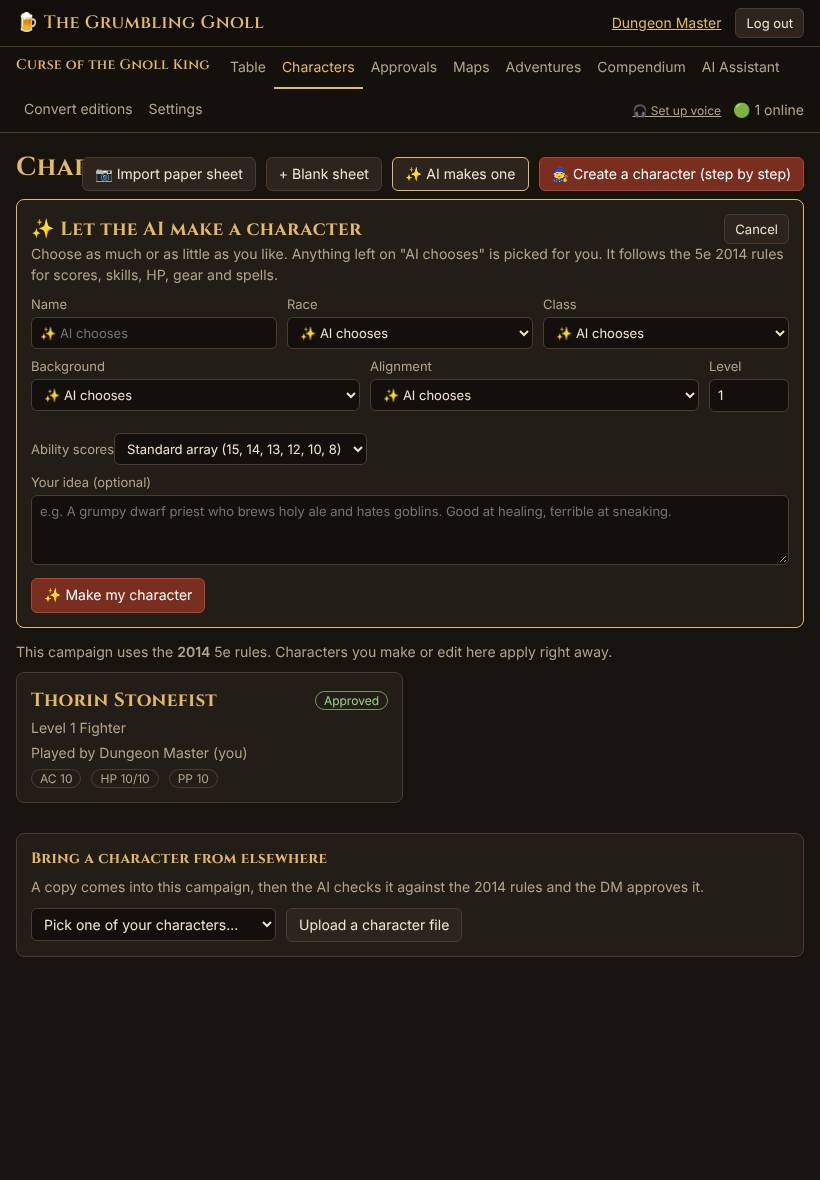 🍺 The Grumbling Gnoll
Dungeon Master
Log out
Curse of the Gnoll King
Table
Characters
Approvals
Maps
Adventures
Compendium
AI Assistant
Convert editions
Settings
🎧 Set up voice
🟢 1 online
📷 Import paper sheet
+ Blank sheet
✨ AI makes one
🧙 Create a character (step by step)
✨ Let the AI make a character
Cancel
Choose as much or as little as you like. Anything left on "AI chooses" is picked for you. It follows the 5e 2014 rules
for scores, skills, HP, gear and spells.
Name
Race
Class
✨ AI chooses
✨ AI chooses
✨ AI chooses
Background
Alignment
Level
✨ AI chooses
✨ AI chooses
1
Ability scores
Standard array (15, 14, 13, 12, 10, 8)
Your idea (optional)
e.g. A grumpy dwarf priest who brews holy ale and hates goblins. Good at healing, terrible at sneaking.
✨ Make my character
This campaign uses the 2014 5e rules. Characters you make or edit here apply right away.
Thorin Stonefist
Approved
Level 1 Fighter
Played by Dungeon Master (you)
AC 10
HP 10/10
PP 10
Bring a character from elsewhere
A copy comes into this campaign, then the AI checks it against the 2014 rules and the DM approves it.
Pick one of your characters...
Upload a character file